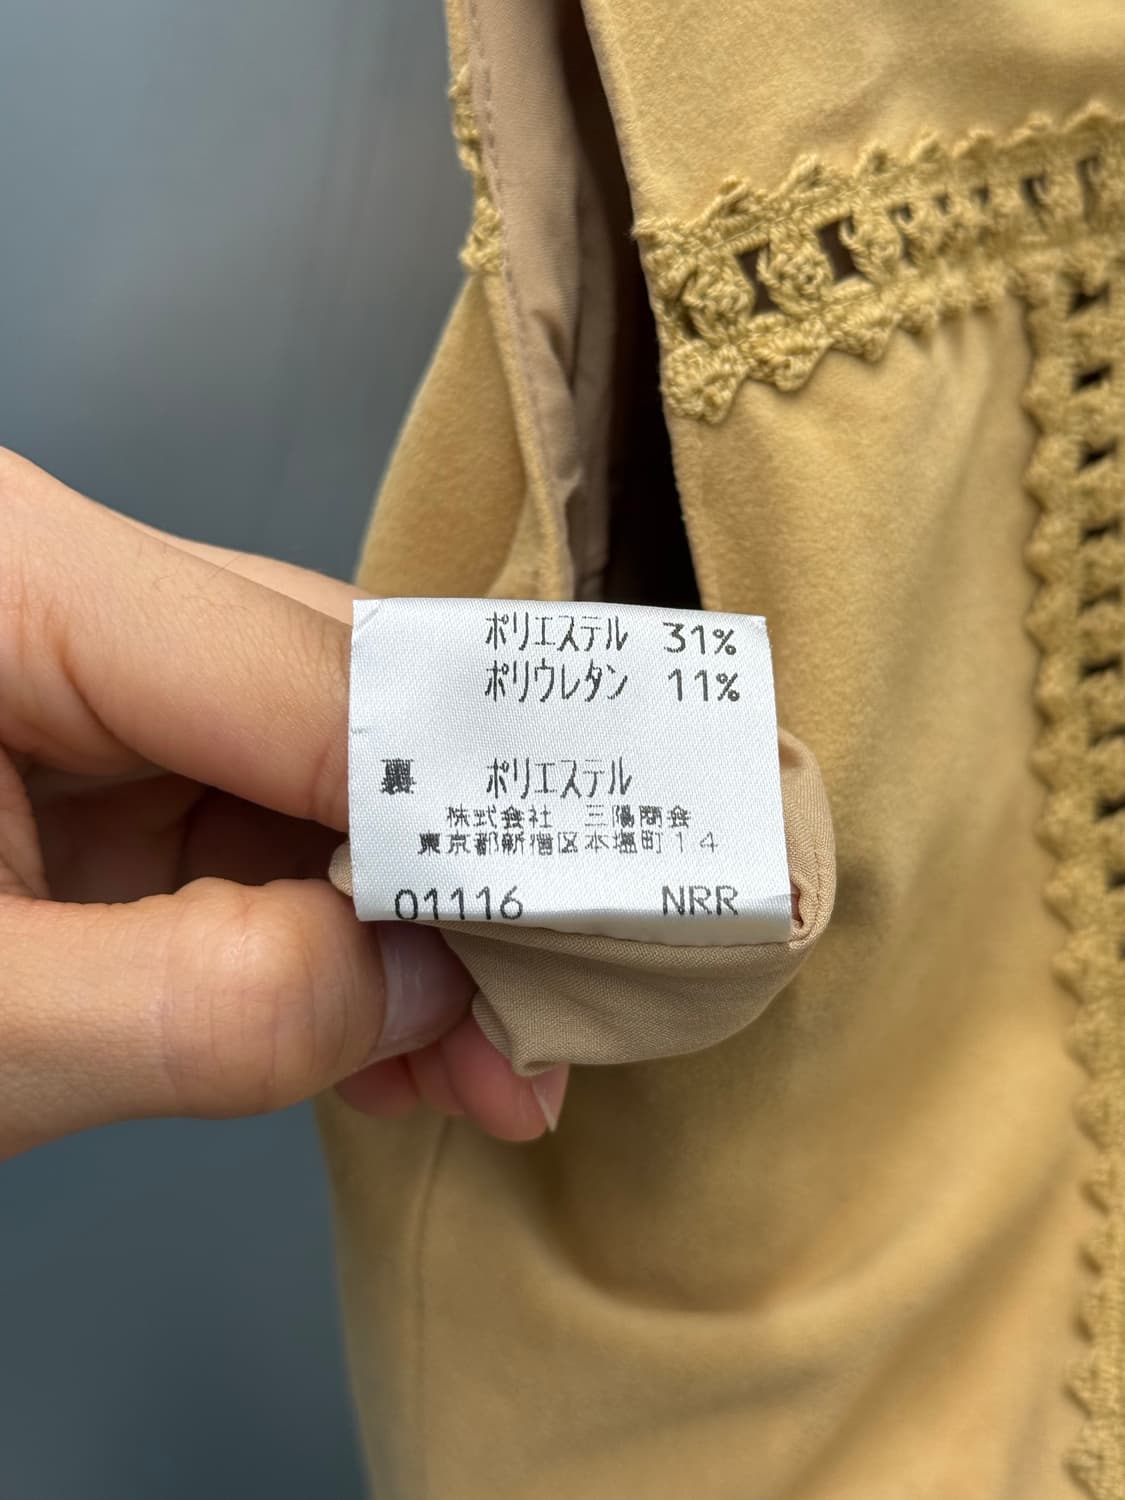 ポリエステル 31%
ポリウレタン 11%
裏 ポリエステル
株式会社 三陽商会
東京都新宿区本塩町14
01116 NRR